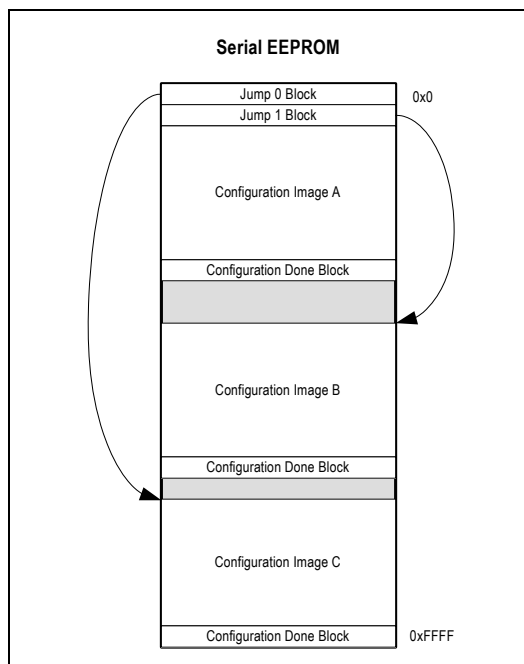 Serial EEPROM
Jump 0 Block
0x0
Jump 1 Block
Configuration Image A
Configuration Done Block
Configuration Image B
Configuration Done Block
Configuration Image C
Configuration Done Block
0xFFFF